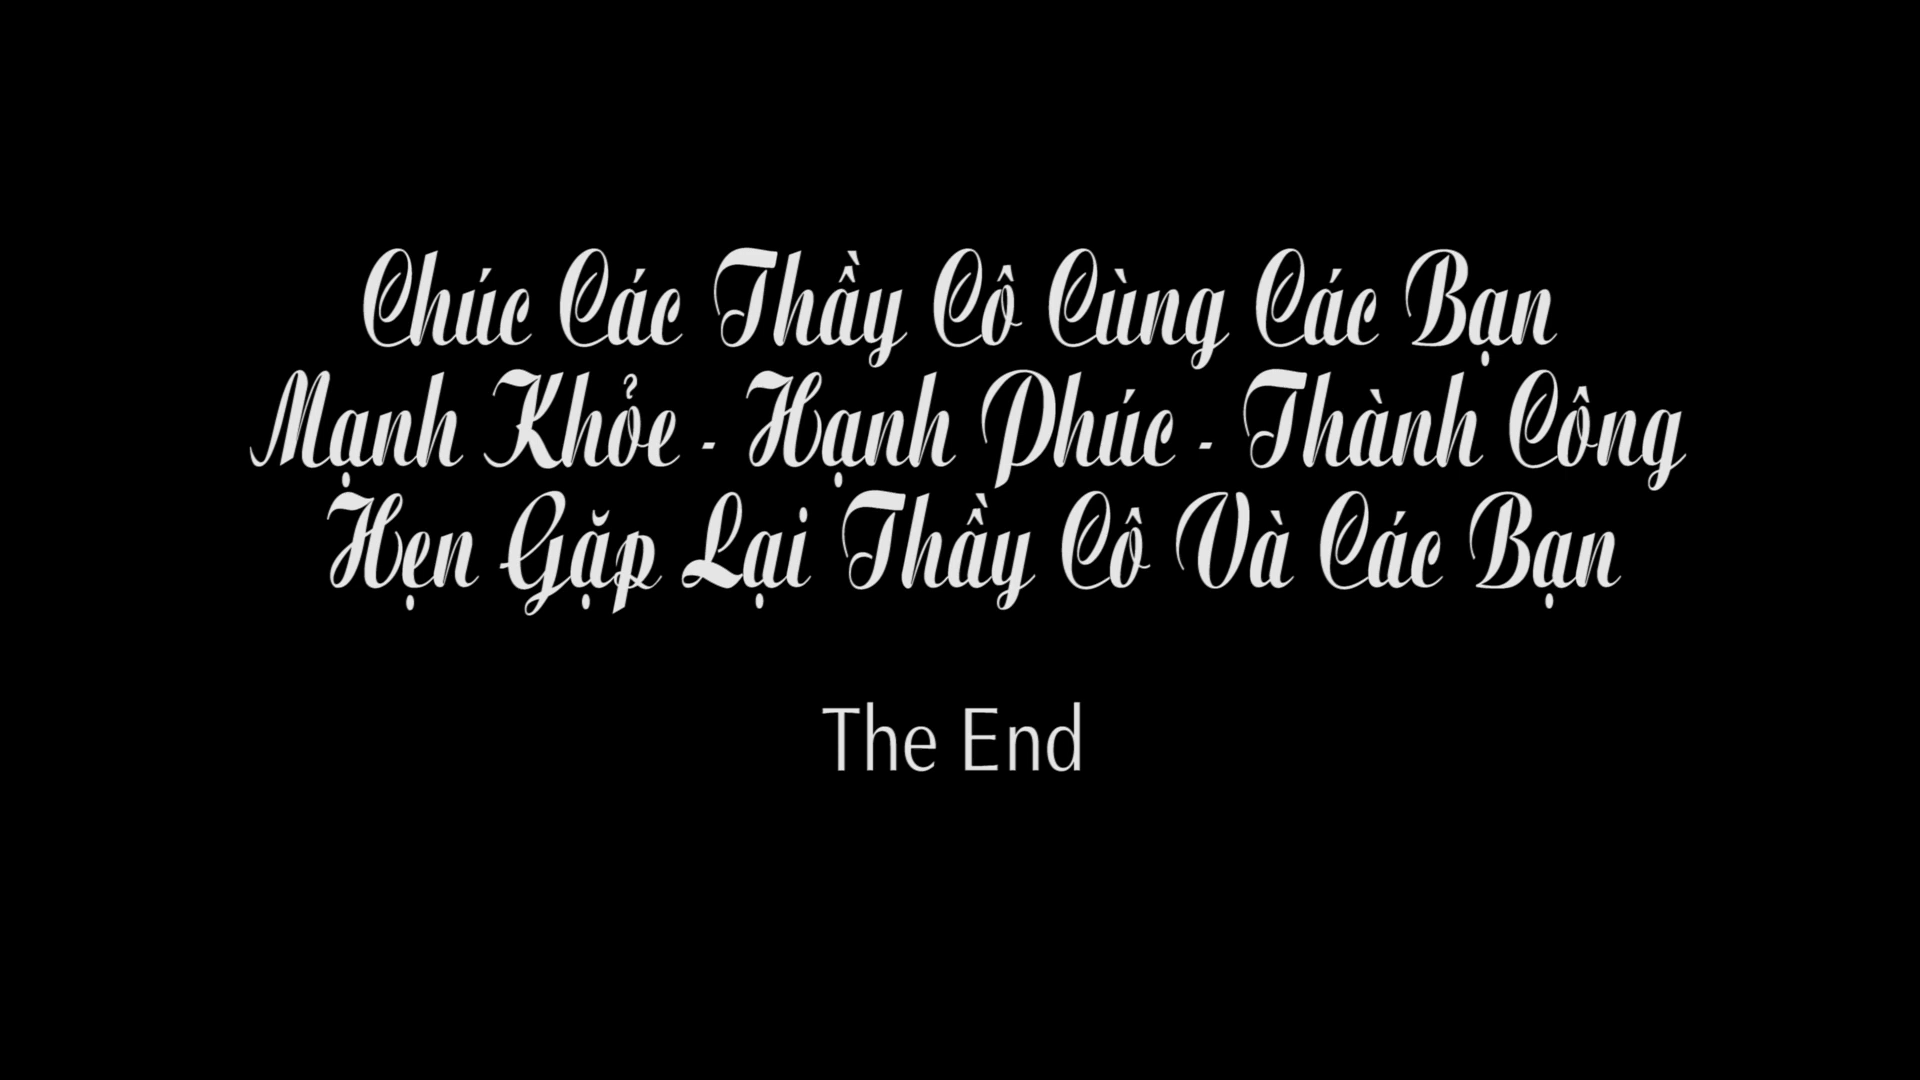 Chúc Các Thầy Cô Cùng Các Bạn
Mạnh Khỏe - Hạnh Phúc - Thành Công
Hẹn Gặp Lại Thầy Cô Và Các Bạn
The End